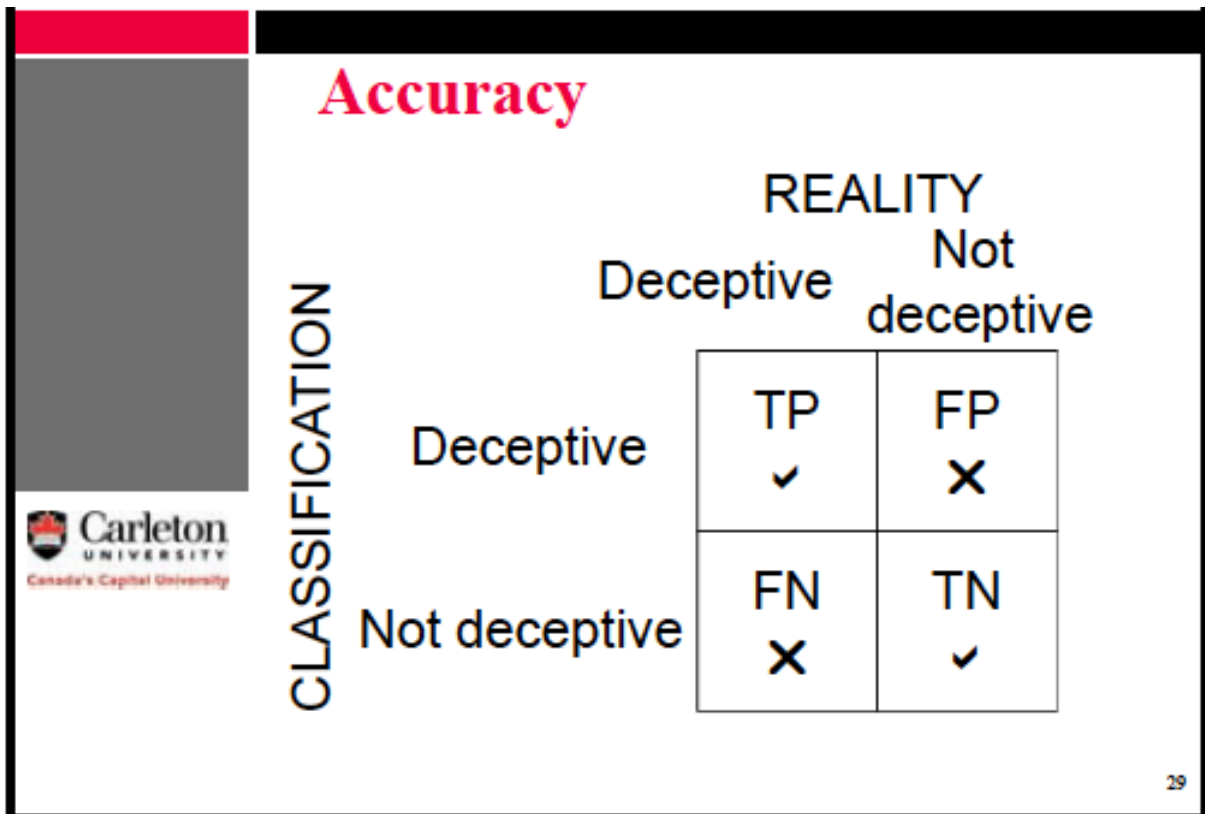 Accuracy
REALITY
Deceptive
Not
deceptive
CLASSIFICATION
Deceptive
TP
FP
Not deceptive
FN
TN
Carleton
UNIVERSITY
Canada's Capital University
29